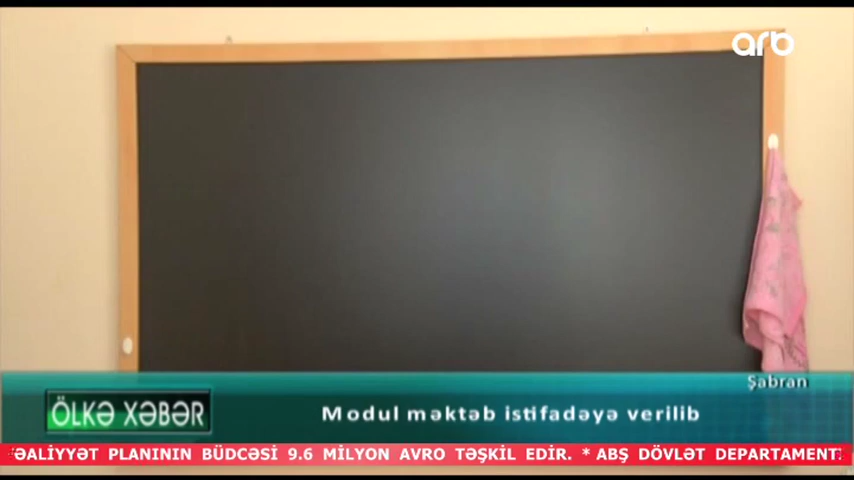 arb
Şabran
ÖLKƏ XƏBƏR
Modul məktəb istifadəyə verilib
ƏALİYYƏT PLANININ BÜDCƏSİ 9.6 MİLYON AVRO TƏŞKİL EDİR. * ABŞ DÖVLƏT DEPARTAMENTİ